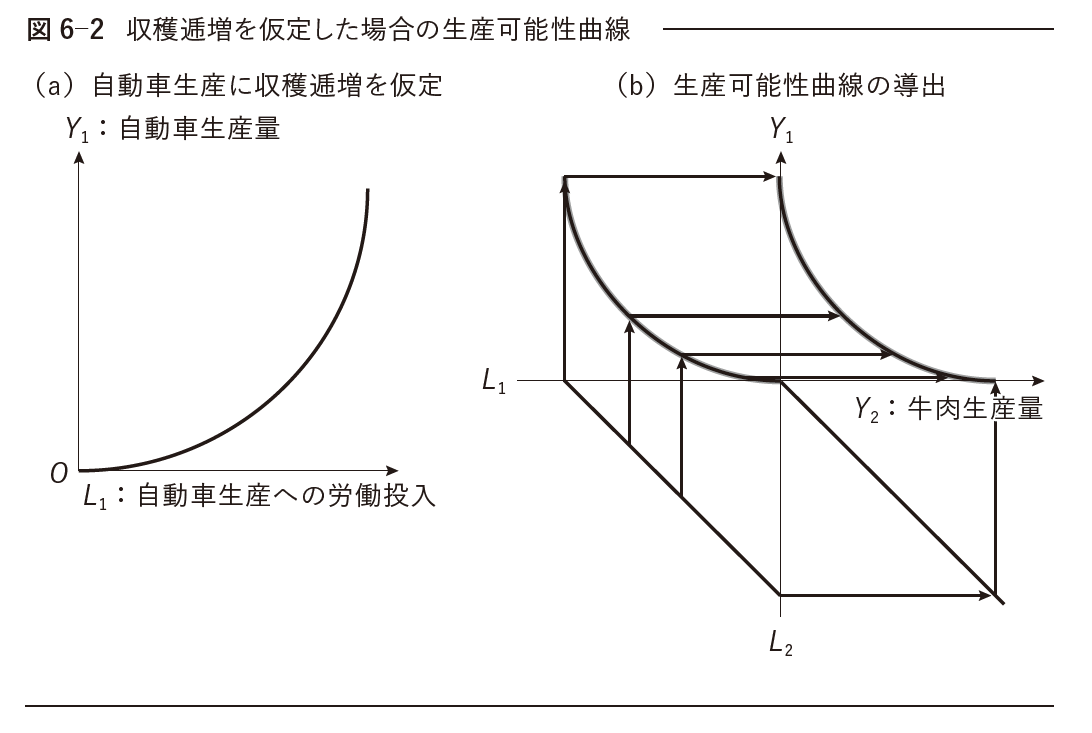 図 6-2 収穫逓増を仮定した場合の生産可能性曲線
（a）自動車生産に収穫逓増を仮定
Y1：自動車生産量
O
L1：自動車生産への労働投入
（b）生産可能性曲線の導出
Y1
L1
Y2：牛肉生産量
L2